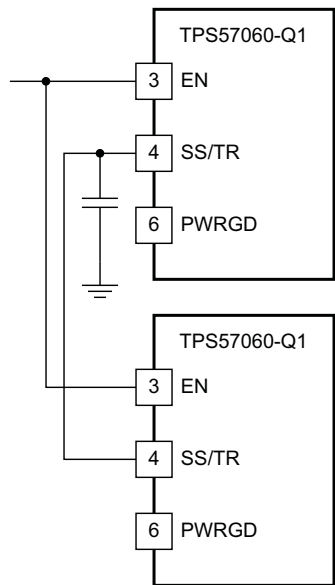 TPS57060-Q1
3 EN
4 SS/TR
6 PWRGD
TPS57060-Q1
3 EN
4 SS/TR
6 PWRGD